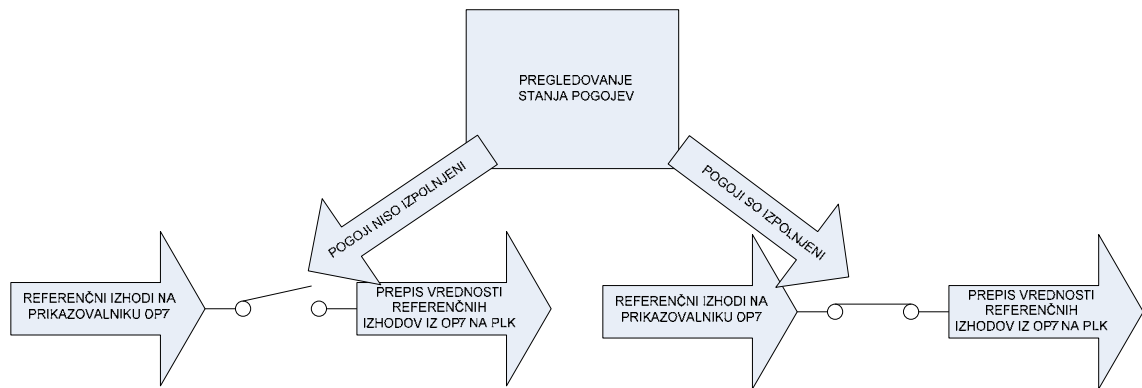 PREGLEDOVANJE
STANJA POGOJEV
POGOJI NISO IZPOLNJENI
POGOJI SO IZPOLNJENI
REFERENČNI IZHODI NA
PRIKAZOVALNIKU OP7
PREPIS VREDNOSTI
REFERENČNIH
IZHODOV IZ OP7 NA PLK
REFERENČNI IZHODI NA
PRIKAZOVALNIKU OP7
PREPIS VREDNOSTI
REFERENČNIH
IZHODOV IZ OP7 NA PLK